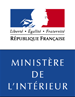 Liberté • Égalité • Fraternité
RÉPUBLIQUE FRANÇAISE
MINISTÈRE
DE
L'INTÉRIEUR